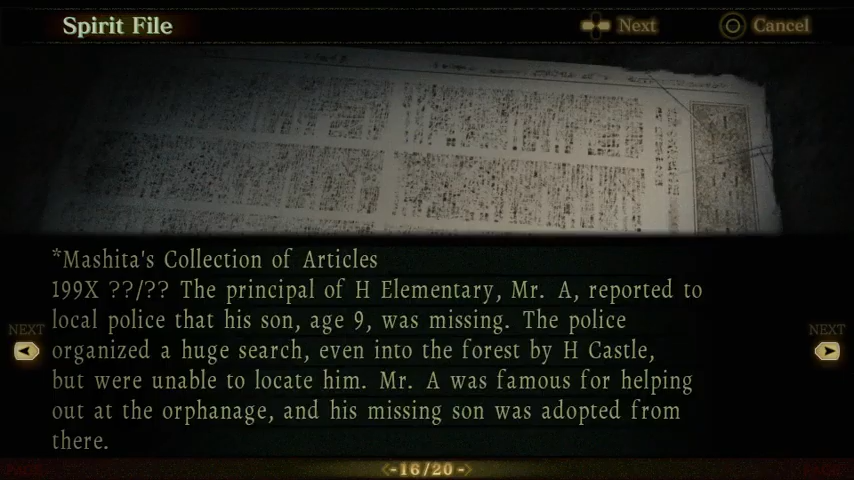 Spirit File
Next
Cancel
*Mashita's Collection of Articles
199X ??/?? The principal of H Elementary, Mr. A, reported to
local police that his son, age 9, was missing. The police
organized a huge search, even into the forest by H Castle,
but were unable to locate him. Mr. A was famous for helping
out at the orphanage, and his missing son was adopted from
there.
NEXT
NEXT
-16/20-